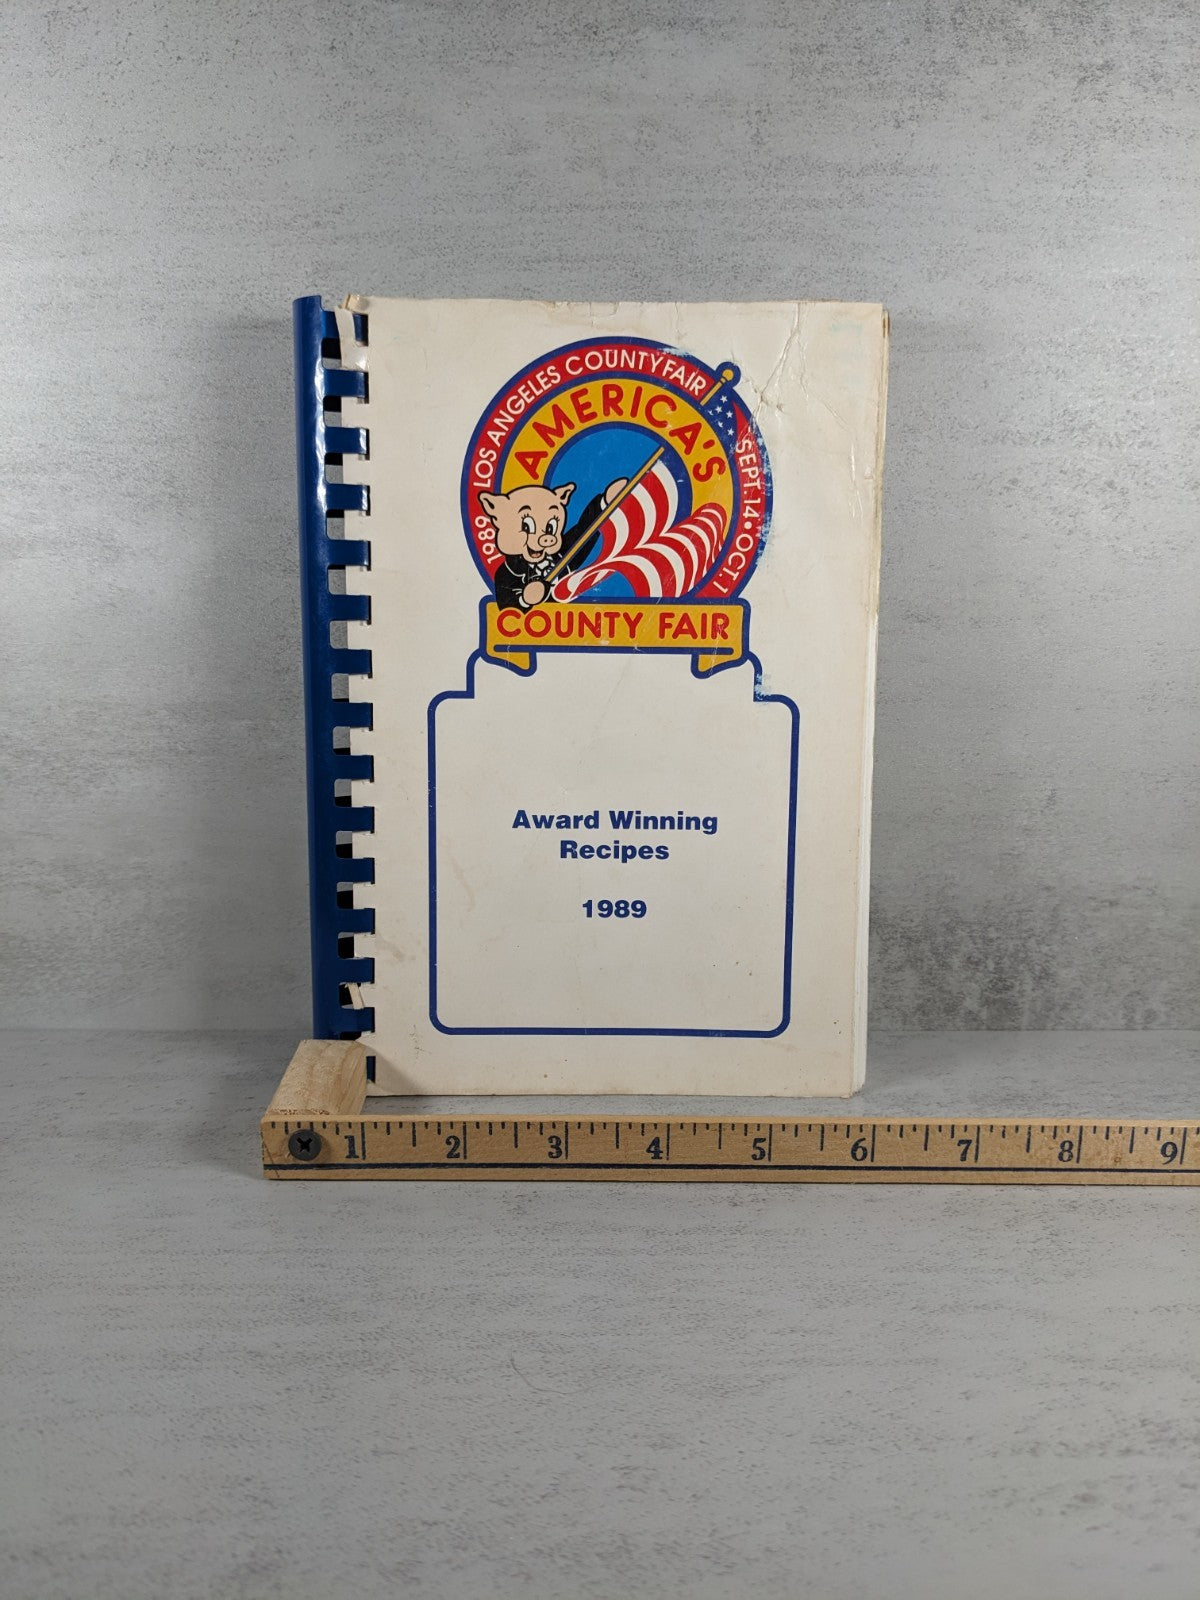 1989 LOS ANGELES COUNTY FAIR SEPT. 14 • OCT. 1
AMERICA'S
COUNTY FAIR
Award Winning
Recipes
1989
1 2 3 4 5 6 7 8 9